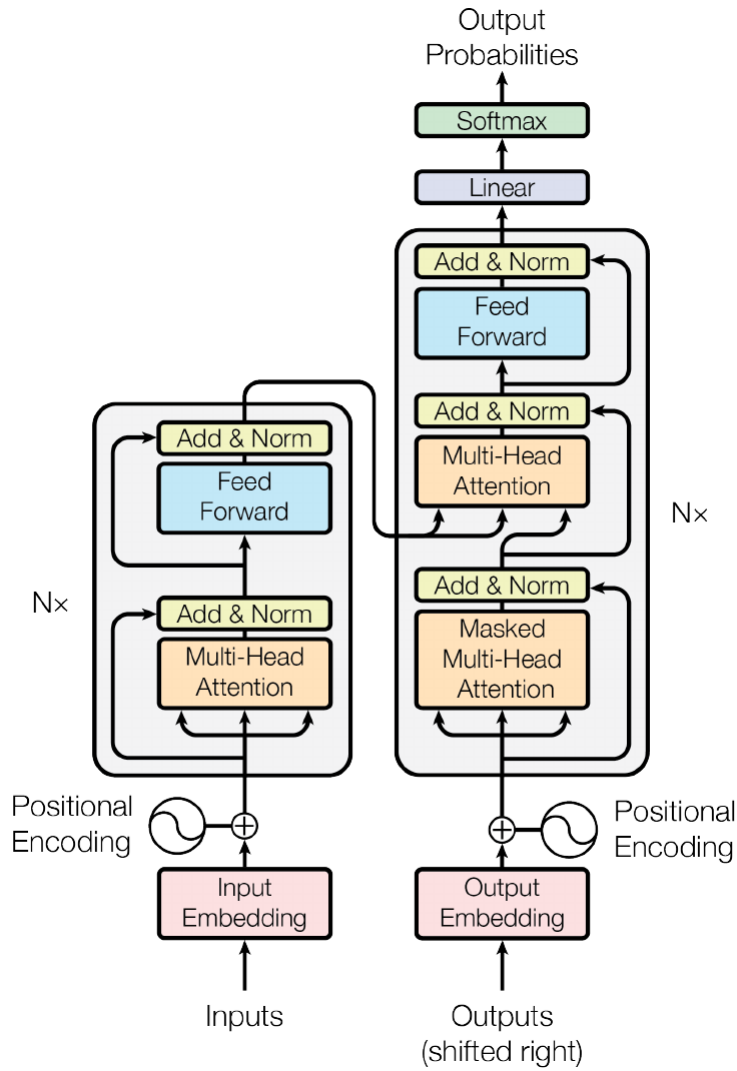 Output
Probabilities
Softmax
Linear
Add & Norm
Feed
Forward
Add & Norm
Multi-Head
Attention
Nx
Add & Norm
Masked
Multi-Head
Attention
Add & Norm
Feed
Forward
Nx
Add & Norm
Multi-Head
Attention
Positional
Encoding
Positional
Encoding
Input
Embedding
Output
Embedding
Inputs
Outputs
(shifted right)